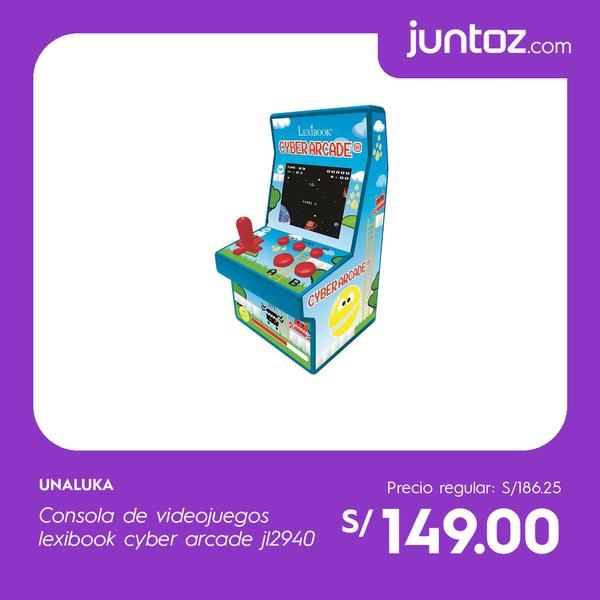 juntoz.com
LEXIBOOK
CYBER ARCADE®
LEVEL
A B
CYBER ARCADE®
UNALUKA
Consola de videojuegos
lexibook cyber arcade jl2940
Precio regular: S/186.25
S/149.00